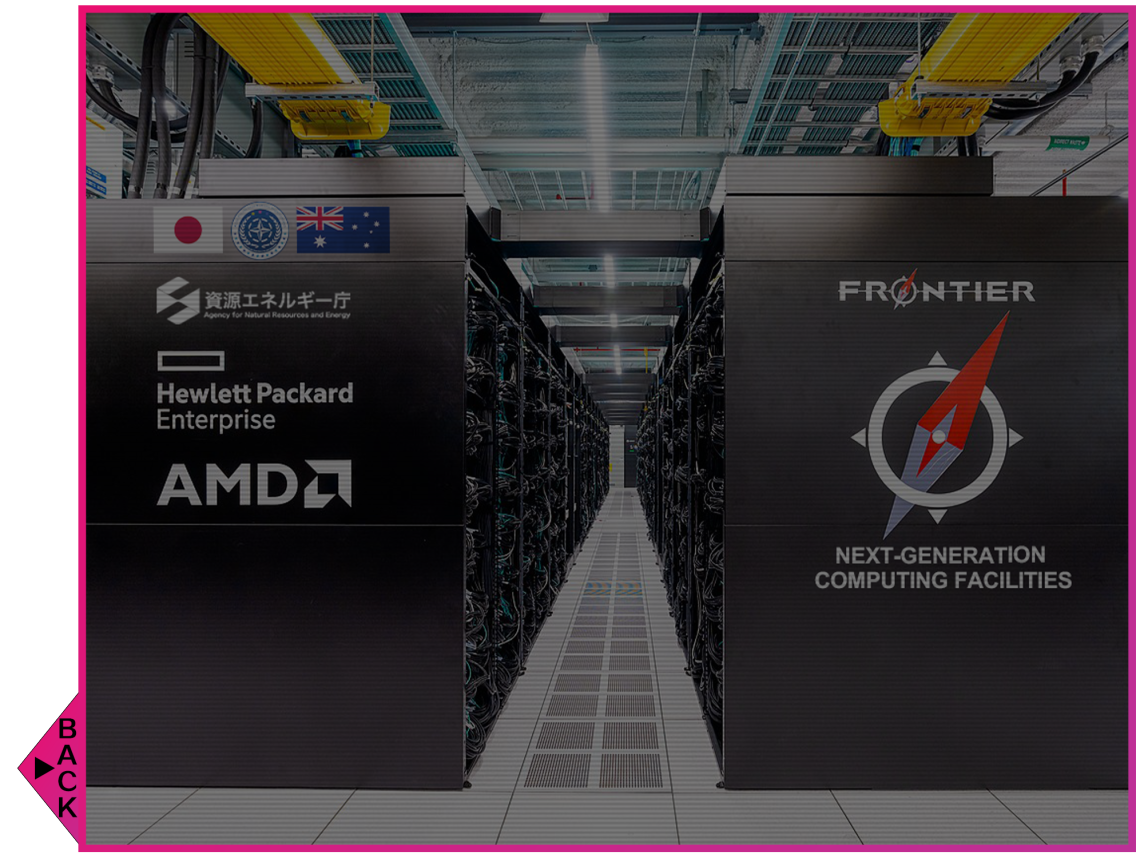 資源エネルギー庁
Agency for Natural Resources and Energy
Hewlett Packard
Enterprise
AMD
FRONTIER
NEXT-GENERATION
COMPUTING FACILITIES
BACK